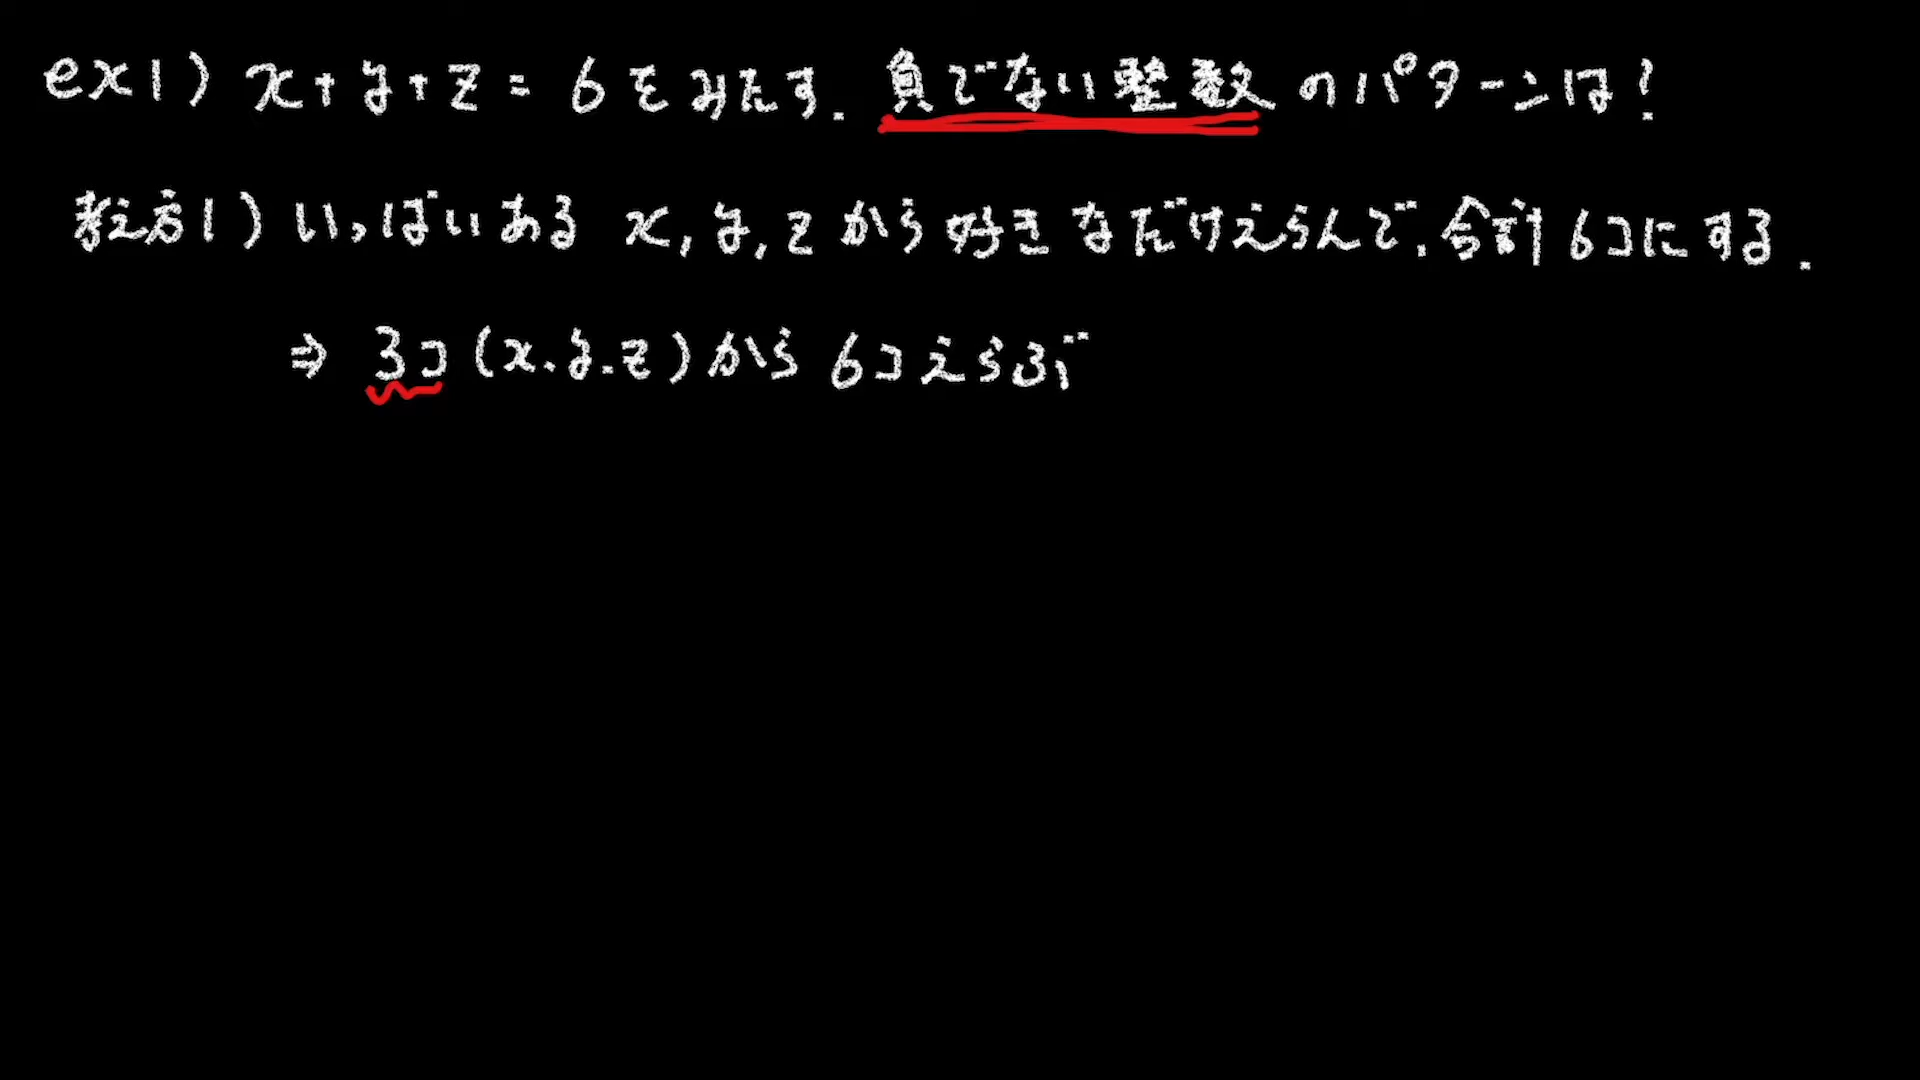 ex1) x+y+z=6をみたす. 負でない整数のパターンは?
考え方1) いっぱいある x, y, z から好きなだけえらんで, 合計6コにする.
⇒ 3コ (x.y.z) から 6コえらぶ